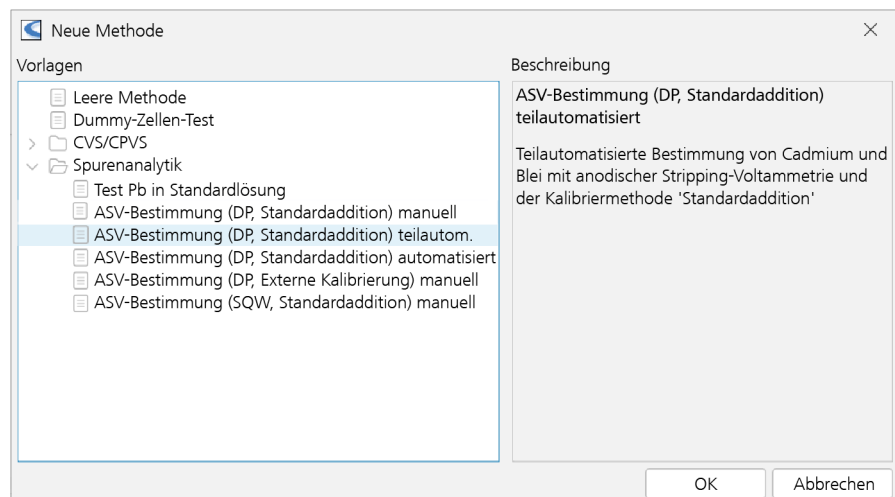 Neue Methode
Vorlagen
Leere Methode
Dummy-Zellen-Test
CVS/CPVS
Spurenanalytik
Test Pb in Standardlösung
ASV-Bestimmung (DP, Standardaddition) manuell
ASV-Bestimmung (DP, Standardaddition) teilautom.
ASV-Bestimmung (DP, Standardaddition) automatisiert
ASV-Bestimmung (DP, Externe Kalibrierung) manuell
ASV-Bestimmung (SQW, Standardaddition) manuell
Beschreibung
ASV-Bestimmung (DP, Standardaddition)
teilautomatisiert
Teilautomatisierte Bestimmung von Cadmium und
Blei mit anodischer Stripping-Voltammetrie und
der Kalibriermethode 'Standardaddition'
OK
Abbrechen